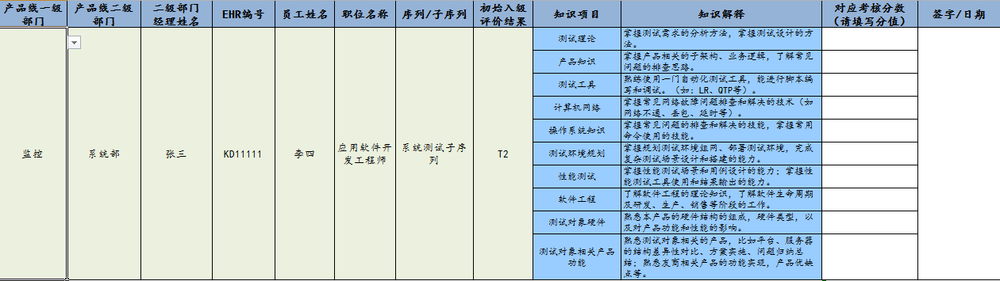 产品线一级
部门
产品线二级
部门
二级部门
经理姓名
EHR编号
员工姓名
职位名称
序列/子序列
初始入级
评价结果
知识项目
知识解释
对应考核分数
(请填写分值)
签字/日期
监控
系统部
张三
KD11111
李四
应用软件开
发工程师
系统测试子序
列
T2
测试理论
掌握测试需求的分析方法，掌握测试设计的方
法。
产品知识
掌握产品相关的子架构、业务逻辑，了解常见
问题的排查思路。
测试工具
熟练使用一门自动化测试工具，能进行脚本编
写和调试。（如：LR、QTP等）。
计算机网络
掌握常见网络故障问题排查和解决的技术（如
网络不通、丢包、延时等）。
操作系统知识
掌握常见问题的排查和解决的技能，掌握常用
命令使用的技能。
测试环境规划
掌握规划测试环境组网、部署测试环境，完成
复杂测试场景设计和搭建的能力。
性能测试
掌握性能测试场景和用例设计的能力；掌握性
能测试工具使用和结果输出的能力。
软件工程
了解软件工程的理论知识，了解软件生命周期
及研发、生产、销售等阶段的工作。
测试对象硬件
熟悉本产品的硬件结构的组成，硬件类型，以
及对产品功能和性能的影响。
测试对象相关产品
功能
熟悉测试对象相关的产品，比如平台、服务器
的结构差异性对比、方案实施、问题归纳总
结；熟悉友商相关产品的功能实现，产品优缺
点等。